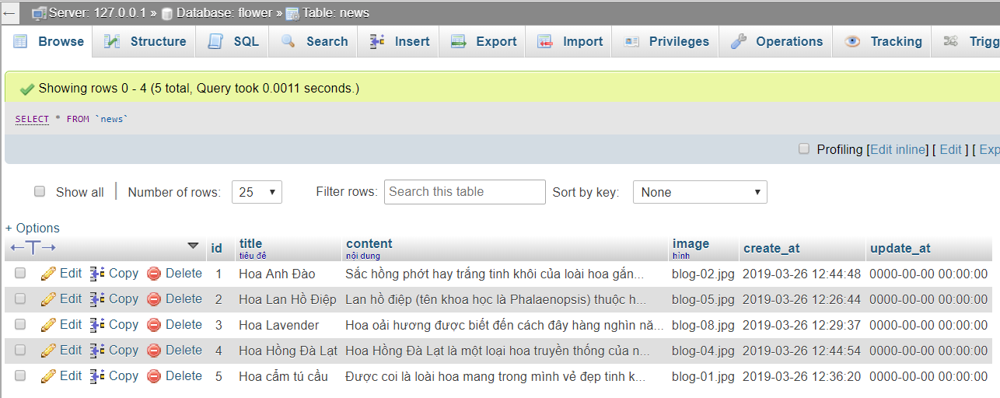 Server: 127.0.0.1 » Database: flower » Table: news
Browse Structure SQL Search Insert Export Import Privileges Operations Tracking Trigg
Showing rows 0 - 4 (5 total, Query took 0.0011 seconds.)
SELECT * FROM `news`
Profiling [Edit inline] [ Edit ] [ Exp
Show all | Number of rows: 25 Filter rows: Search this table Sort by key: None
+ Options
id title content image create_at update_at
tiêu đề nội dung hình
Edit Copy Delete 1 Hoa Anh Đào Sắc hồng phớt hay trắng tinh khôi của loài hoa gắn... blog-02.jpg 2019-03-26 12:44:48 0000-00-00 00:00:00
Edit Copy Delete 2 Hoa Lan Hồ Điệp Lan hồ điệp (tên khoa học là Phalaenopsis) thuộc h... blog-05.jpg 2019-03-26 12:26:44 0000-00-00 00:00:00
Edit Copy Delete 3 Hoa Lavender Hoa oải hương được biết đến cách đây hàng nghìn nă... blog-08.jpg 2019-03-26 12:29:37 0000-00-00 00:00:00
Edit Copy Delete 4 Hoa Hồng Đà Lạt Hoa Hồng Đà Lạt là một loại hoa truyền thống của n... blog-04.jpg 2019-03-26 12:44:54 0000-00-00 00:00:00
Edit Copy Delete 5 Hoa cẩm tú cầu Được coi là loài hoa mang trong mình vẻ đẹp tinh k... blog-01.jpg 2019-03-26 12:36:20 0000-00-00 00:00:00